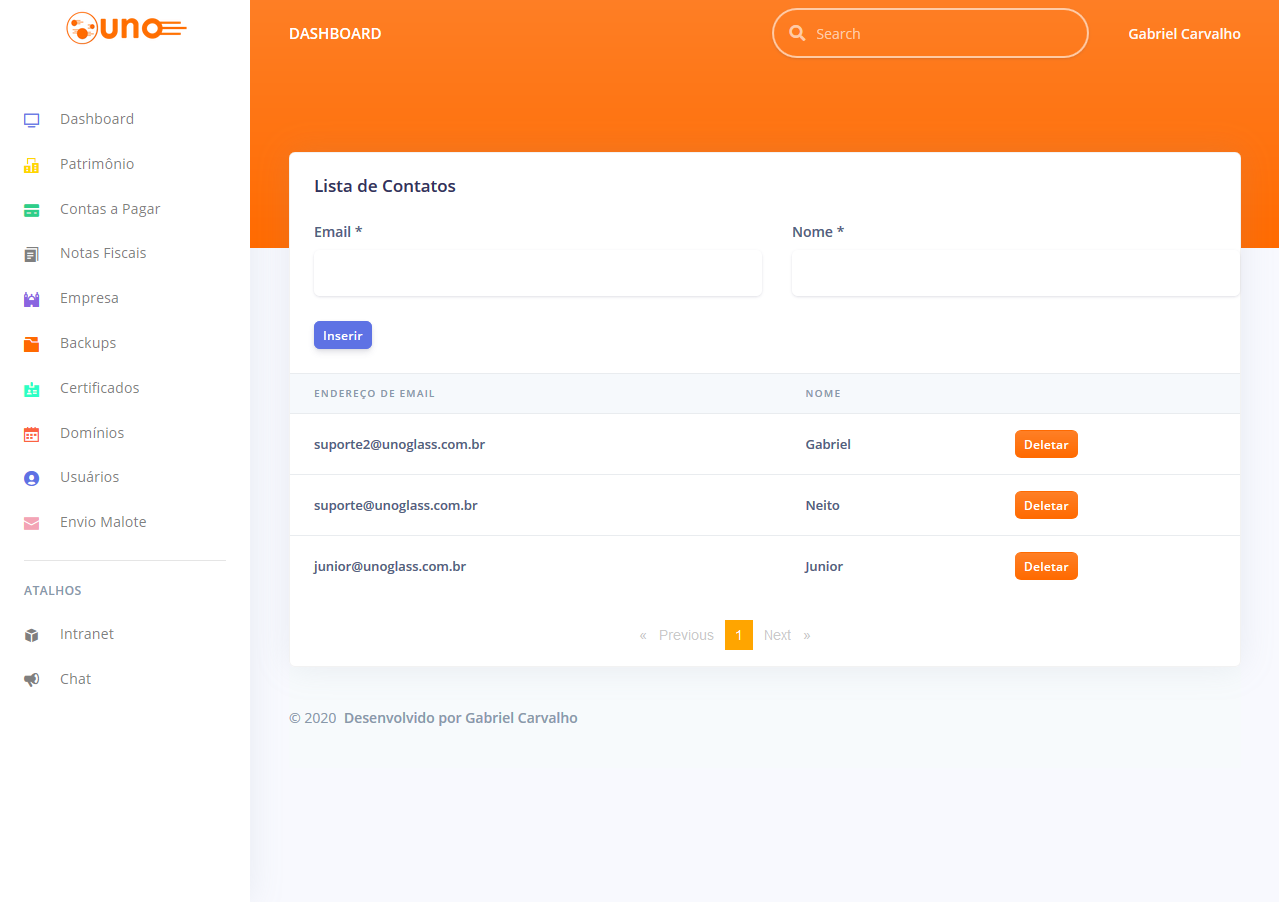 uno
DASHBOARD
Search
Gabriel Carvalho
Dashboard
Patrimônio
Contas a Pagar
Notas Fiscais
Empresa
Backups
Certificados
Domínios
Usuários
Envio Malote
ATALHOS
Intranet
Chat
Lista de Contatos
Email * Nome *
Inserir
ENDEREÇO DE EMAIL NOME
suporte2@unoglass.com.br Gabriel Deletar
suporte@unoglass.com.br Neito Deletar
junior@unoglass.com.br Junior Deletar
« Previous 1 Next »
© 2020 Desenvolvido por Gabriel Carvalho